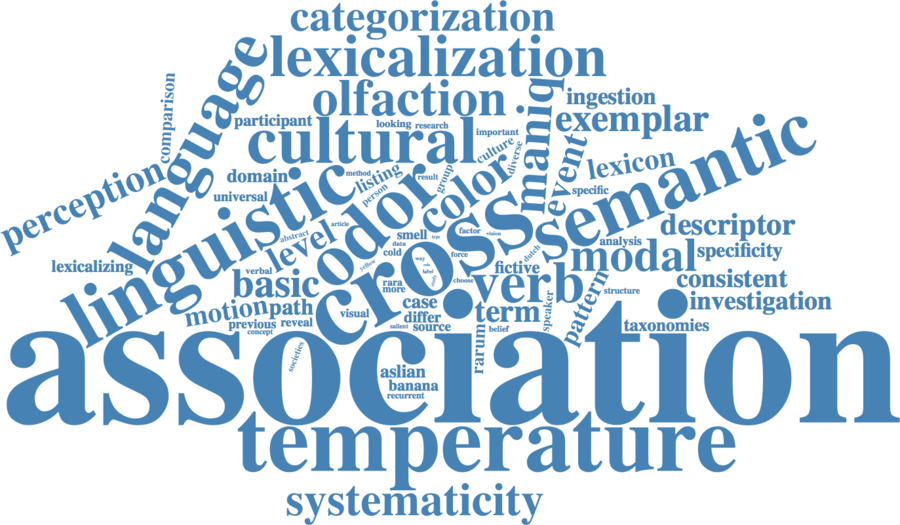 categorization
lexicalization
olfaction
maniq
ingestion
exemplar
comparison
language
participant
looking
research
cultural
important
culture
diverse
event
semantic
lexicon
perception
domain
method
listing
result
group
color
specific
universal
person
linguistic
odor
cross
article
abstract
level
smell
type
factor
vision
descriptor
data
cold
analysis
modal
specificity
lexicalizing
yellow
way
label
force
dutch
fictive
verbal
basic
rara
more
choose
verb
consistent
structure
pattern
motion
path
visual
case
term
speaker
investigation
previous
reveal
differ
salient
source
belief
taxonomies
concept
societies
rarum
association
aslian
banana
recurrent
temperature
systematicity